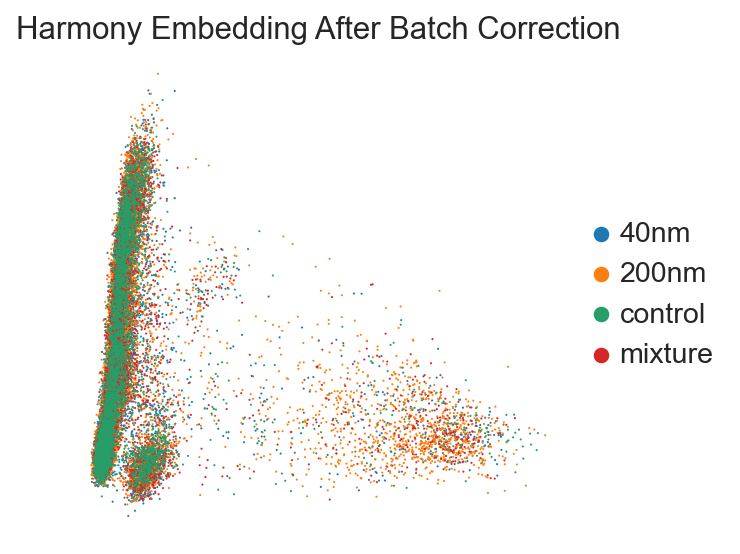 Harmony Embedding After Batch Correction
40nm
200nm
control
mixture